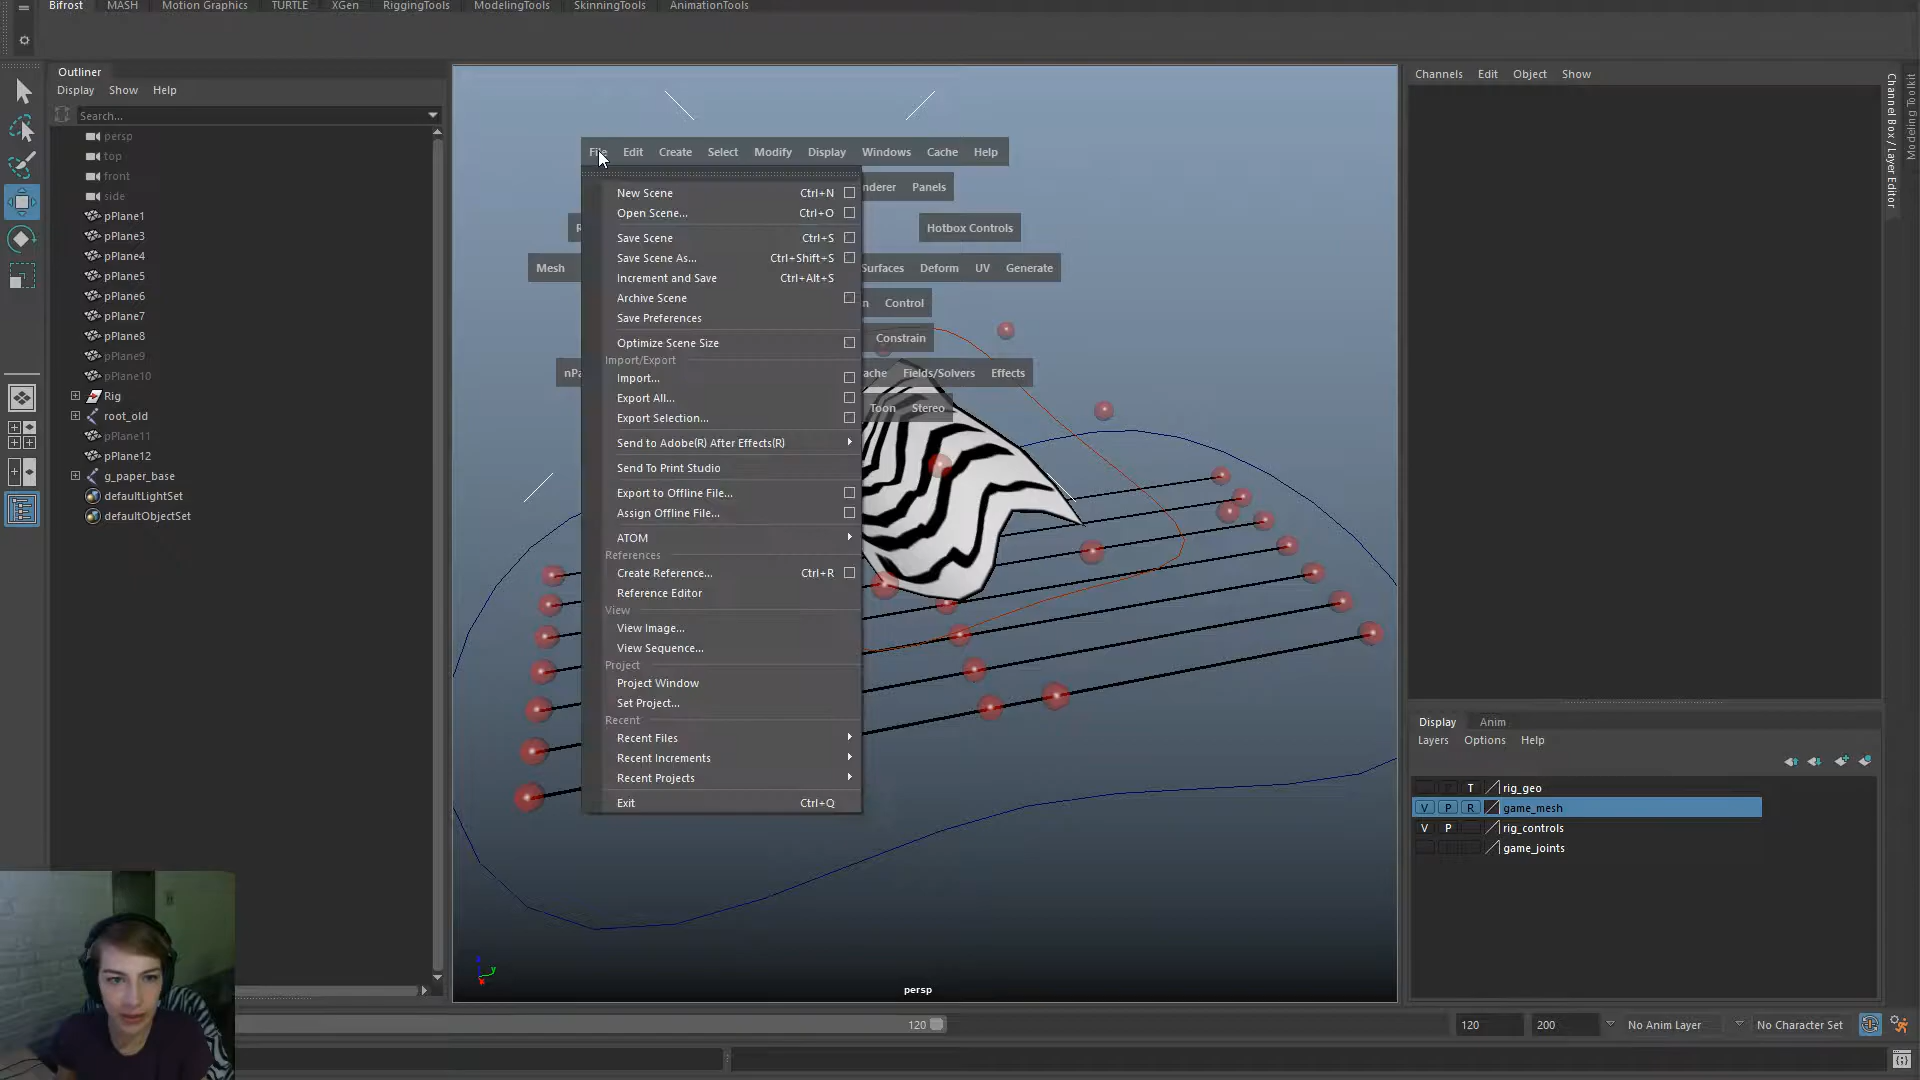 Bifrost MASH Motion Graphics TURTLE XGen RiggingTools ModelingTools SkinningTools AnimationTools
Outliner
Display Show Help
Search...
persp
top
front
side
pPlane1
pPlane3
pPlane4
pPlane5
pPlane6
pPlane7
pPlane8
pPlane9
pPlane10
Rig
root_old
pPlane11
pPlane12
g_paper_base
defaultLightSet
defaultObjectSet
File Edit Create Select Modify Display Windows Cache Help
nderer Panels
Hotbox Controls
Mesh
Surfaces Deform UV Generate
n Control
Constrain
nPa
ache Fields/Solvers Effects
Toon Stereo
New Scene Ctrl+N
Open Scene... Ctrl+O
Save Scene Ctrl+S
Save Scene As... Ctrl+Shift+S
Increment and Save Ctrl+Alt+S
Archive Scene
Save Preferences
Optimize Scene Size
Import/Export
Import...
Export All...
Export Selection...
Send to Adobe(R) After Effects(R)
Send To Print Studio
Export to Offline File...
Assign Offline File...
ATOM
References
Create Reference... Ctrl+R
Reference Editor
View
View Image...
View Sequence...
Project
Project Window
Set Project...
Recent
Recent Files
Recent Increments
Recent Projects
Exit Ctrl+Q
y
persp
Channels Edit Object Show
Channel Box / Layer Editor
Modeling Toolkit
Display Anim
Layers Options Help
T rig_geo
V P R game_mesh
V P rig_controls
game_joints
120
120 200 No Anim Layer No Character Set